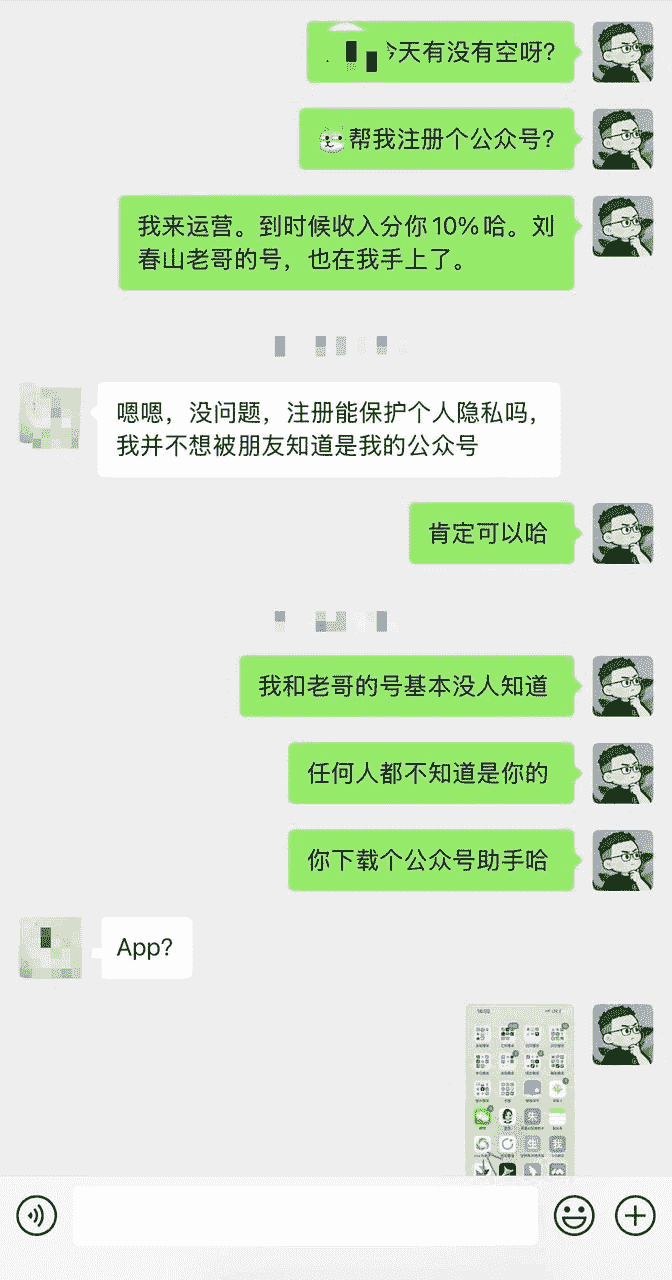 天有没有空呀?
帮我注册个公众号?
我来运营。到时候收入分你10%哈。刘
春山老哥的号，也在我手上了。
嗯嗯，没问题，注册能保护个人隐私吗，
我并不想被朋友知道是我的公众号
肯定可以哈
我和老哥的号基本没人知道
任何人都不知道是你的
你下载个公众号助手哈
App?